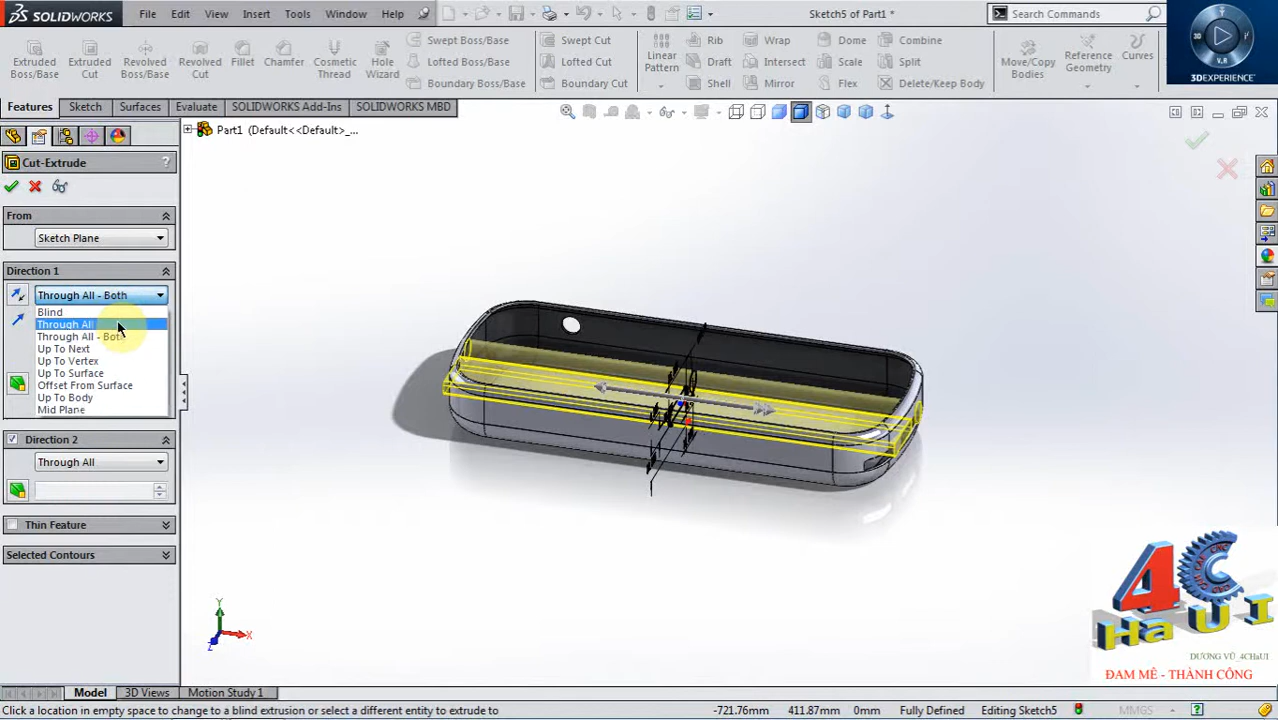 SOLIDWORKS
File
Edit
View
Insert
Tools
Window
Help
Sketch5 of Part1 *
Search Commands
3D
V.R
3DEXPERIENCE
Extruded Boss/Base
Extruded Cut
Revolved Boss/Base
Revolved Cut
Fillet
Chamfer
Cosmetic Thread
Hole Wizard
Swept Boss/Base
Lofted Boss/Base
Boundary Boss/Base
Swept Cut
Lofted Cut
Boundary Cut
Linear Pattern
Rib
Draft
Shell
Wrap
Intersect
Mirror
Dome
Scale
Flex
Combine
Split
Delete/Keep Body
Move/Copy Bodies
Reference Geometry
Curves
Features
Sketch
Surfaces
Evaluate
SOLIDWORKS Add-Ins
SOLIDWORKS MBD
Part1 (Default<<Default>_...
Cut-Extrude
?
From
Sketch Plane
Direction 1
Through All - Both
Blind
Through All
Through All - Both
Up To Next
Up To Vertex
Up To Surface
Offset From Surface
Up To Body
Mid Plane
Direction 2
Through All
Thin Feature
Selected Contours
Y
X
Z
4C
HaUI
DƯƠNG VŨ_4CHaUI
ĐAM MÊ - THÀNH CÔNG
Model
3D Views
Motion Study 1
Click a location in empty space to change to a blind extrusion or select a different entity to extrude to
-721.76mm
411.87mm
0mm
Fully Defined
Editing Sketch5
MMGS